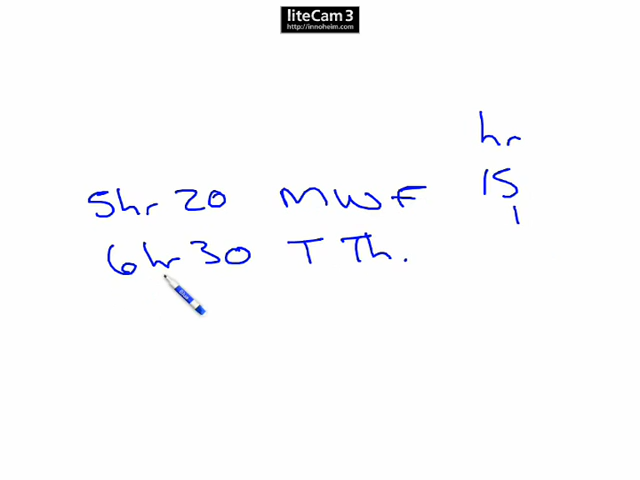 liteCam 3
http://innoheim.com
hr
5hr 20 MWF 15
1
6hr 30 T Th.